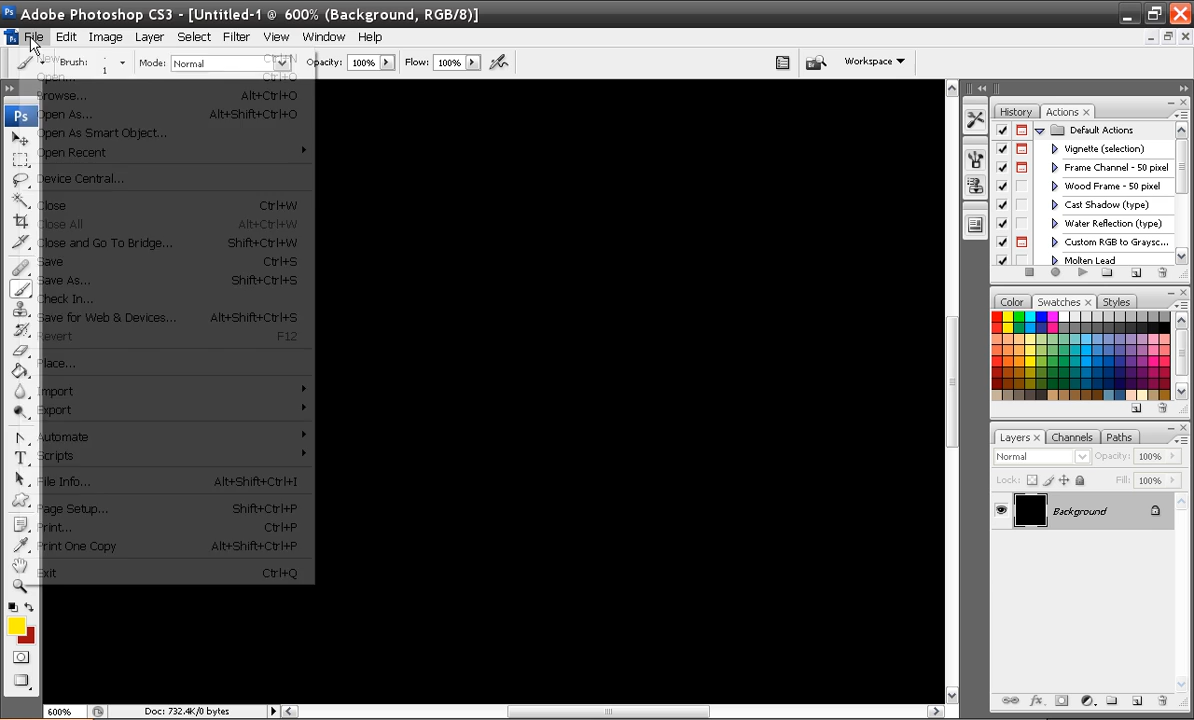 Ps Adobe Photoshop CS3 - [Untitled-1 @ 600% (Background, RGB/8)]
Ps File Edit Image Layer Select Filter View Window Help
Brush: 1 Mode: Normal Opacity: 100% Flow: 100% Workspace
New... Ctrl+N
Open... Ctrl+O
Browse... Alt+Ctrl+O
Open As... Alt+Shift+Ctrl+O
Open As Smart Object...
Open Recent
Device Central...
Close Ctrl+W
Close All Alt+Ctrl+W
Close and Go To Bridge... Shift+Ctrl+W
Save Ctrl+S
Save As... Shift+Ctrl+S
Check In...
Save for Web & Devices... Alt+Shift+Ctrl+S
Revert F12
Place...
Import
Export
Automate
Scripts
File Info... Alt+Shift+Ctrl+I
Page Setup... Shift+Ctrl+P
Print... Ctrl+P
Print One Copy Alt+Shift+Ctrl+P
Exit Ctrl+Q
Ps
T
History Actions
Default Actions
Vignette (selection)
Frame Channel - 50 pixel
Wood Frame - 50 pixel
Cast Shadow (type)
Water Reflection (type)
Custom RGB to Graysc...
Molten Lead
Color Swatches Styles
Layers Channels Paths
Normal Opacity: 100%
Lock: Fill: 100%
Background
600% Doc: 732.4K/0 bytes